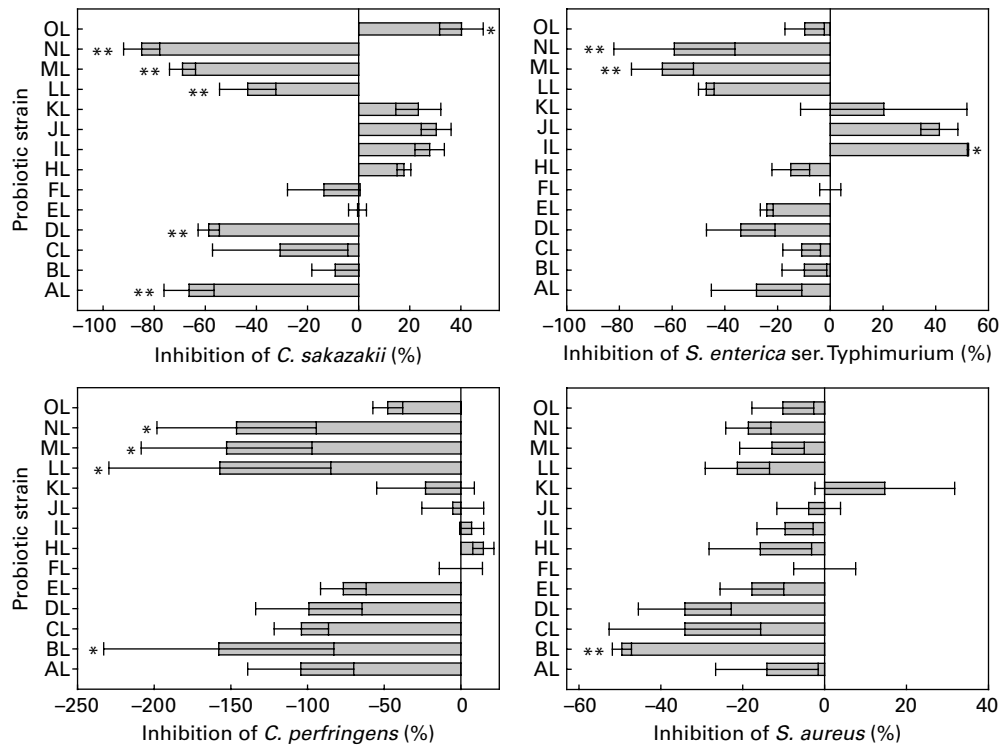 Probiotic strain
OL
NL
ML
LL
KL
JL
IL
HL
FL
EL
DL
CL
BL
AL
*
**
**
**
**
**
−100 −80 −60 −40 −20 0 20 40
Inhibition of C. sakazakii (%)
OL
NL
ML
LL
KL
JL
IL
HL
FL
EL
DL
CL
BL
AL
**
**
*
−100 −80 −60 −40 −20 0 20 40 60
Inhibition of S. enterica ser. Typhimurium (%)
Probiotic strain
OL
NL
ML
LL
KL
JL
IL
HL
FL
EL
DL
CL
BL
AL
*
*
*
*
−250 −200 −150 −100 −50 0
Inhibition of C. perfringens (%)
OL
NL
ML
LL
KL
JL
IL
HL
FL
EL
DL
CL
BL
AL
**
−60 −40 −20 0 20 40
Inhibition of S. aureus (%)